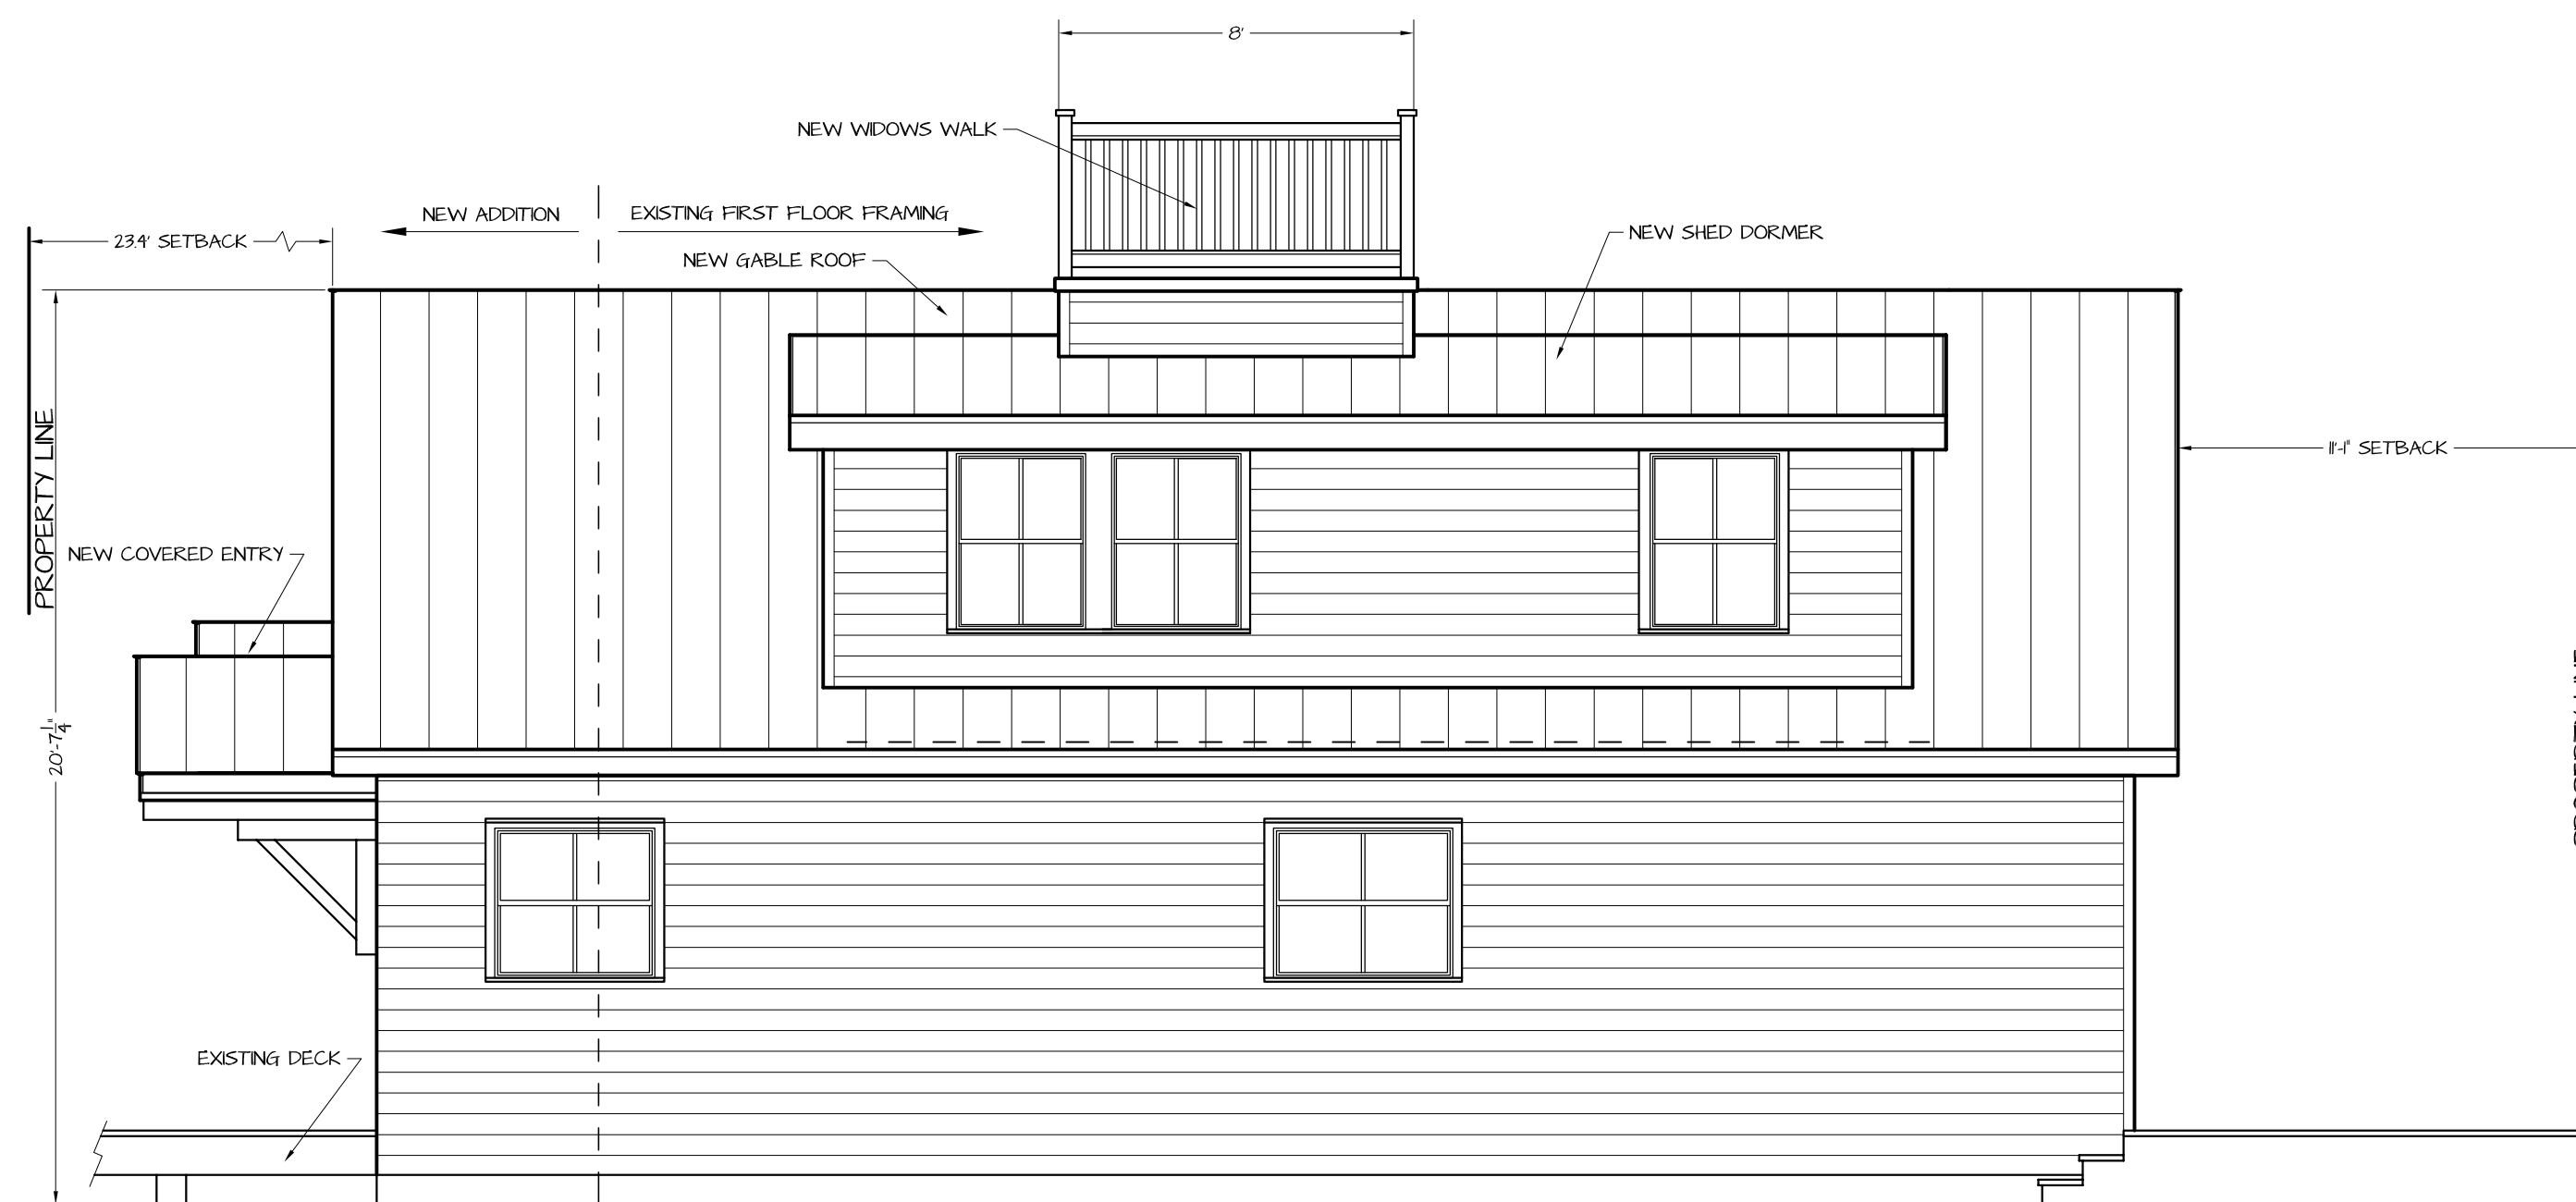 8'
NEW WIDOWS WALK
NEW ADDITION
EXISTING FIRST FLOOR FRAMING
23.4' SETBACK
NEW SHED DORMER
NEW GABLE ROOF
PROPERTY LINE
11'-1" SETBACK
NEW COVERED ENTRY
20'-7 1/4"
EXISTING DECK